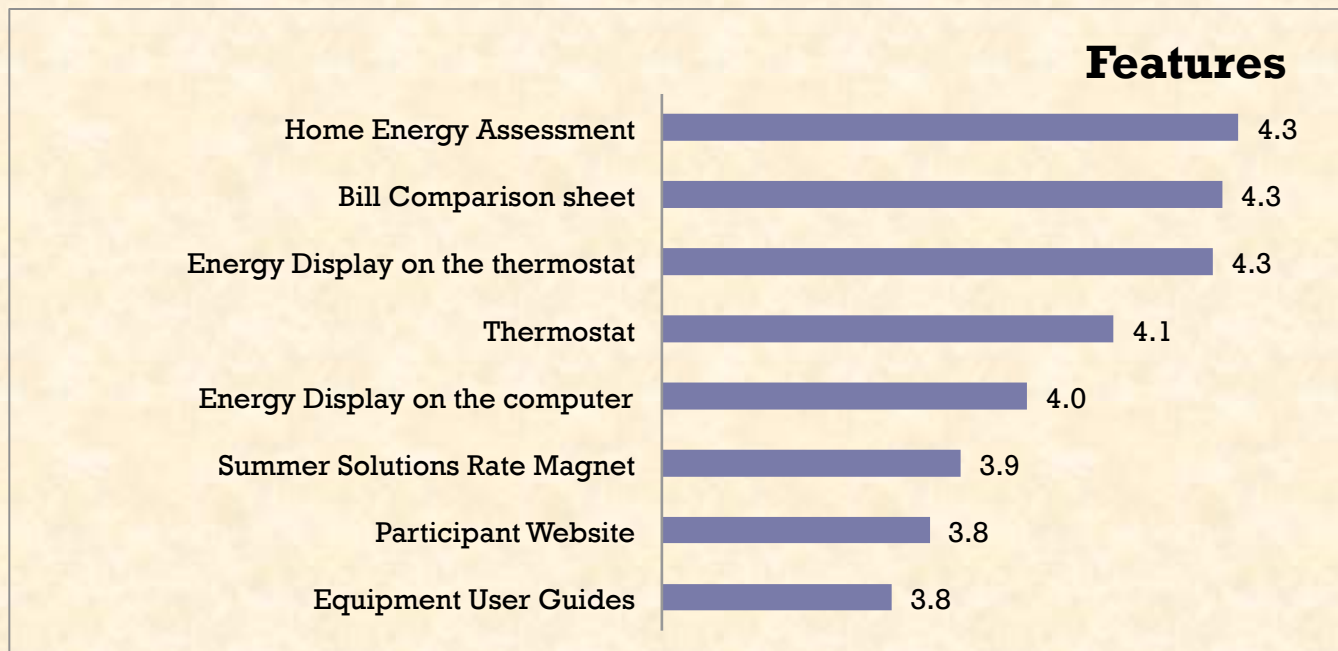 Features
Home Energy Assessment 4.3
Bill Comparison sheet 4.3
Energy Display on the thermostat 4.3
Thermostat 4.1
Energy Display on the computer 4.0
Summer Solutions Rate Magnet 3.9
Participant Website 3.8
Equipment User Guides 3.8